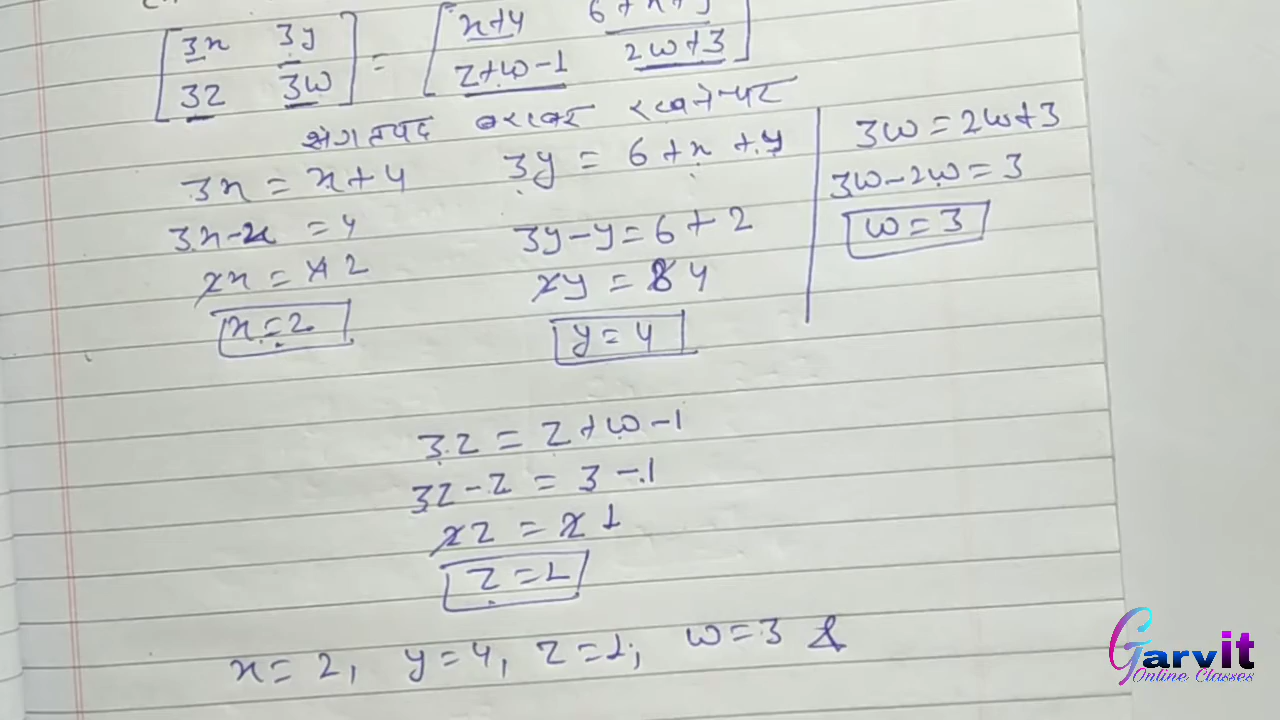 [3x 3y] = [x+4 6+x+y]
[3z 3w] [z+w-1 2w+3]
संगत पद बराबर रखने पर
3x = x+4
3x-x = 4
2x = 4 2
x = 2
3y = 6+x+y
3y-y = 6+2
2y = 8 4
y = 4
3w = 2w+3
3w-2w = 3
w = 3
3z = z+w-1
3z-z = 3-1
2z = 2 1
z = 1
x = 2, y = 4, z = 1, w = 3
Garvit
Online Classes